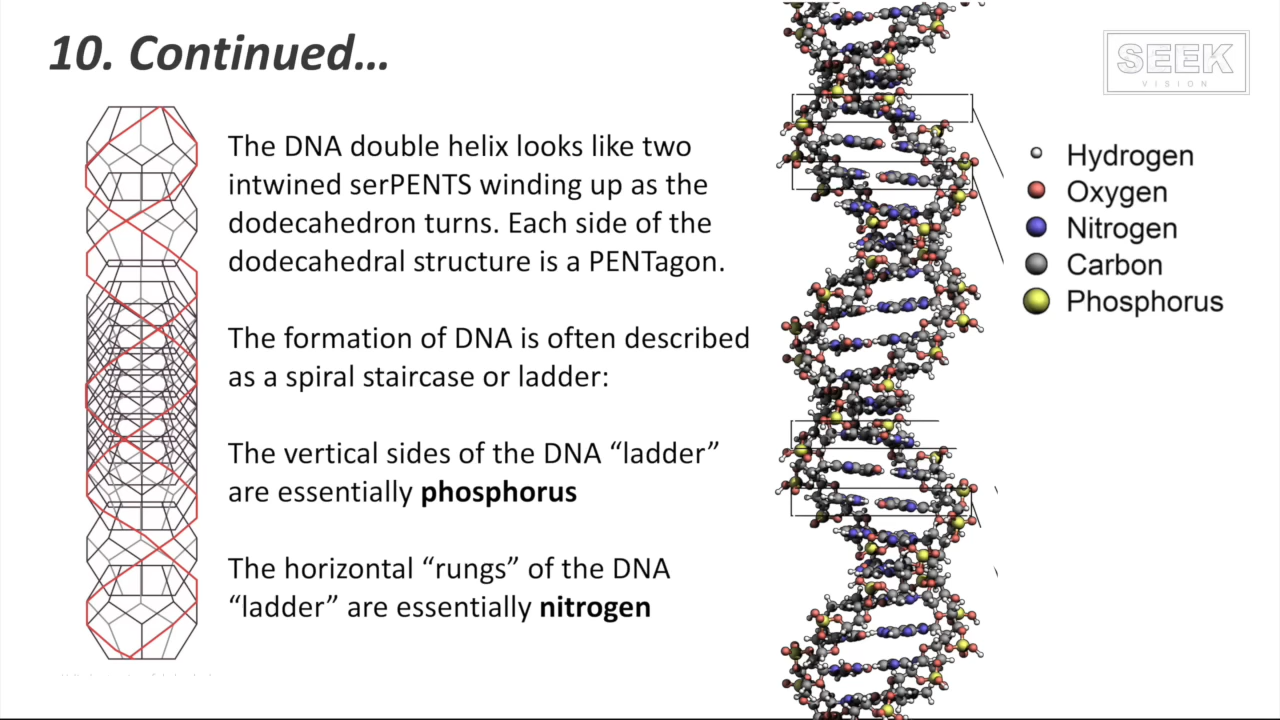 10. Continued...
SEEK
VISION
The DNA double helix looks like two
intwined serPENTS winding up as the
dodecahedron turns. Each side of the
dodecahedral structure is a PENTagon.
The formation of DNA is often described
as a spiral staircase or ladder:
The vertical sides of the DNA “ladder”
are essentially phosphorus
The horizontal “rungs” of the DNA
“ladder” are essentially nitrogen
Hydrogen
Oxygen
Nitrogen
Carbon
Phosphorus